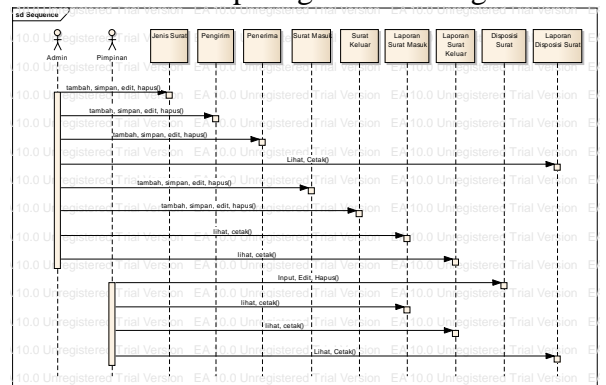 sd Sequence
Admin
Pimpinan
Jenis Surat
Pengirim
Penerima
Surat Masuk
Surat
Keluar
Laporan
Surat Masuk
Laporan
Surat
Keluar
Disposisi
Surat
Laporan
Disposisi Surat
tambah, simpan, edit, hapus()
tambah, simpan, edit, hapus()
tambah, simpan, edit, hapus()
Lihat, Cetak()
tambah, simpan, edit, hapus()
tambah, simpan, edit, hapus()
lihat, cetak()
lihat, cetak()
Input, Edit, Hapus()
lihat, cetak()
lihat, cetak()
Lihat, Cetak()
EA 10.0 Unregistered Trial Version